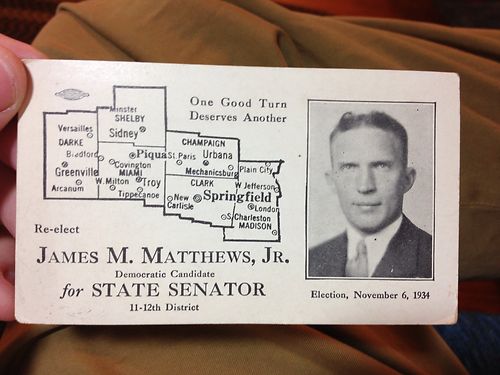 One Good Turn
Deserves Another
Minster
SHELBY
Versailles
DARKE
Sidney
CHAMPAIGN
Bradford
Piqua
St. Paris
Urbana
Covington
Mechanicsburg
Plain City
Greenville
MIAMI
W. Milton
Troy
CLARK
W. Jefferson
Arcanum
Tippecanoe
New
Carlisle
Springfield
London
S. Charleston
MADISON
Re-elect
JAMES M. MATTHEWS, JR.
Democratic Candidate
for STATE SENATOR
11-12th District
Election, November 6, 1934